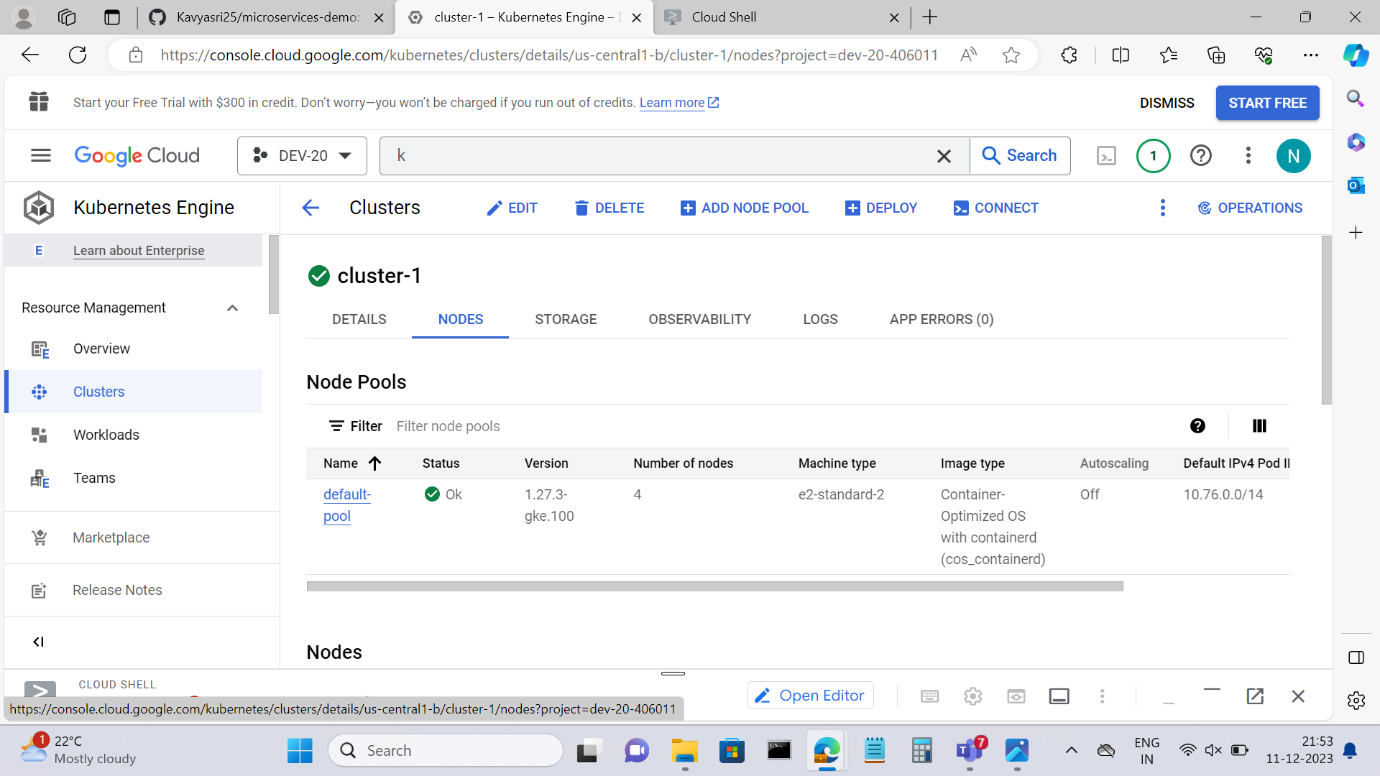 Kavyasri25/microservices-demo:
cluster-1 – Kubernetes Engine –
Cloud Shell
https://console.cloud.google.com/kubernetes/clusters/details/us-central1-b/cluster-1/nodes?project=dev-20-406011
Start your Free Trial with $300 in credit. Don't worry—you won't be charged if you run out of credits. Learn more
DISMISS
START FREE
Google Cloud
DEV-20
k
Search
1
N
Kubernetes Engine
Clusters
EDIT
DELETE
ADD NODE POOL
DEPLOY
CONNECT
OPERATIONS
E
Learn about Enterprise
Resource Management
Overview
Clusters
Workloads
Teams
Marketplace
Release Notes
cluster-1
DETAILS
NODES
STORAGE
OBSERVABILITY
LOGS
APP ERRORS (0)
Node Pools
Filter
Filter node pools
Name
Status
Version
Number of nodes
Machine type
Image type
Autoscaling
Default IPv4 Pod I
default-
pool
Ok
1.27.3-
gke.100
4
e2-standard-2
Container-
Optimized OS
with containerd
(cos_containerd)
Off
10.76.0.0/14
Nodes
CLOUD SHELL
Open Editor
https://console.cloud.google.com/kubernetes/clusters/details/us-central1-b/cluster-1/nodes?project=dev-20-406011
1
22°C
Mostly cloudy
Search
7
ENG
IN
21:53
11-12-2023